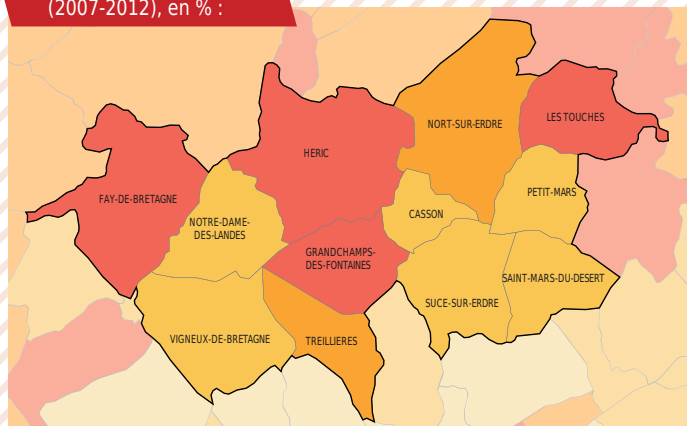 (2007-2012), en % :
NORT-SUR-ERDRE
LES TOUCHES
HERIC
FAY-DE-BRETAGNE
PETIT-MARS
CASSON
NOTRE-DAME-
DES-LANDES
GRANDCHAMPS-
DES-FONTAINES
SAINT-MARS-DU-DESERT
SUCE-SUR-ERDRE
VIGNEUX-DE-BRETAGNE
TREILLIERES